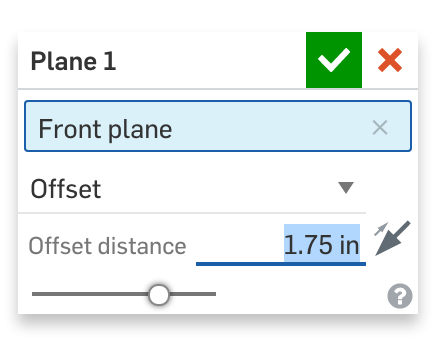 Plane 1
Front plane
Offset
Offset distance 1.75 in
?